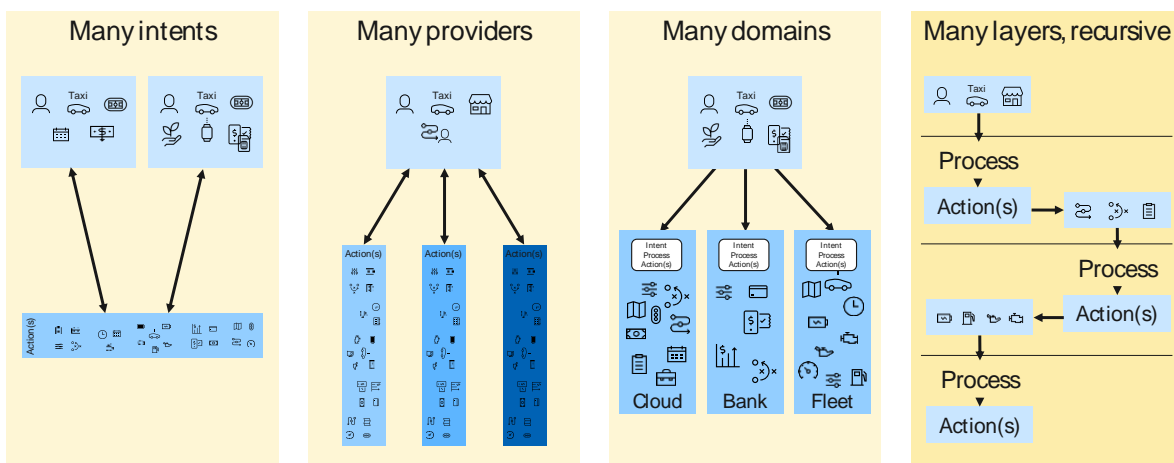 Many intents
Taxi
Taxi
Action(s)
Many providers
Taxi
Action(s)
Action(s)
Action(s)
Many domains
Taxi
Intent
Process
Action(s)
Intent
Process
Action(s)
Intent
Process
Action(s)
Cloud
Bank
Fleet
Many layers, recursive
Taxi
Process
Action(s)
Process
Action(s)
Process
Action(s)